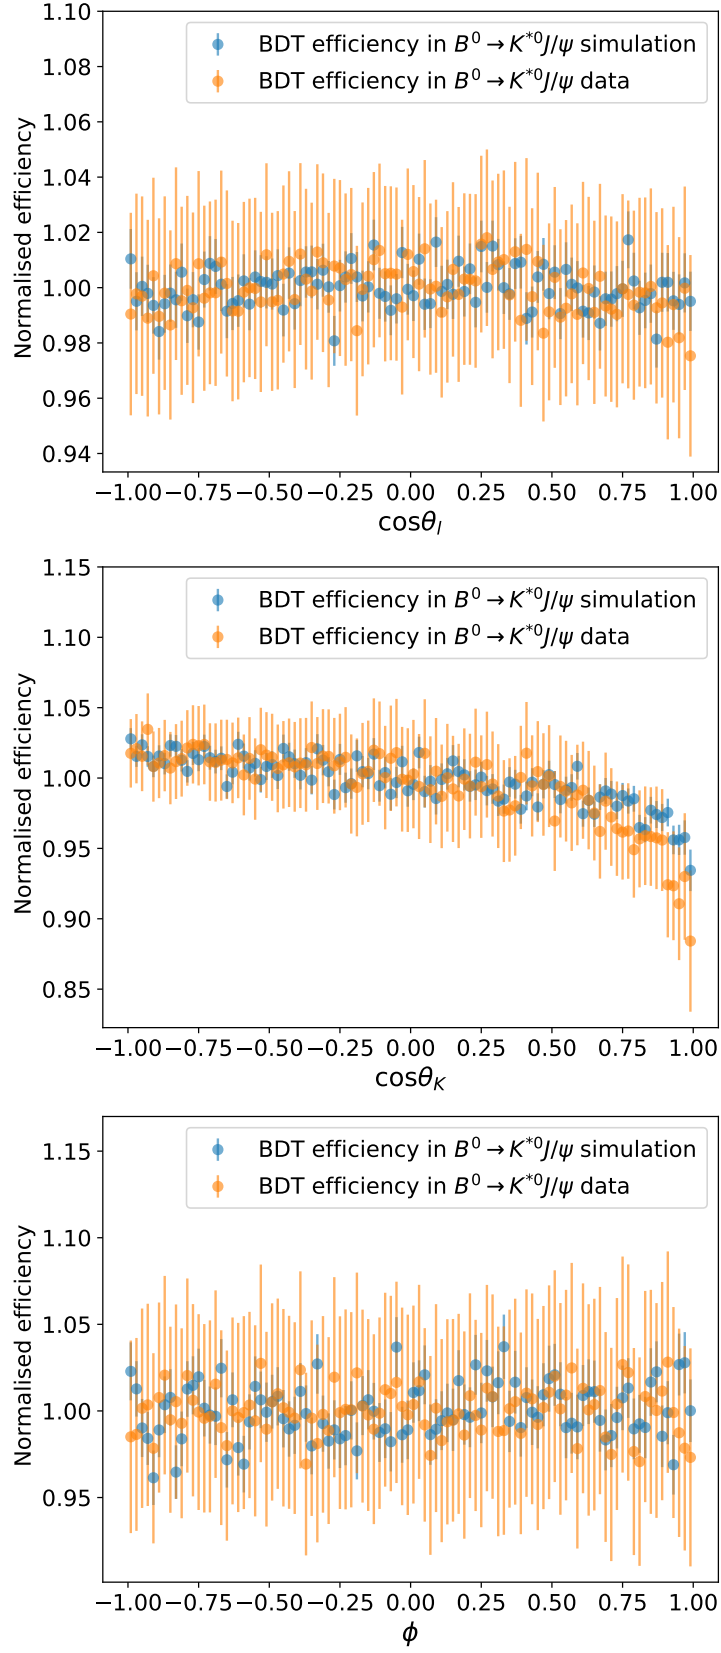 1.10
1.08
1.06
1.04
1.02
1.00
0.98
0.96
0.94
Normalised efficiency
BDT efficiency in B⁰ → K*⁰J/ψ simulation
BDT efficiency in B⁰ → K*⁰J/ψ data
−1.00 −0.75 −0.50 −0.25 0.00 0.25 0.50 0.75 1.00
cosθₗ
1.15
1.10
1.05
1.00
0.95
0.90
0.85
Normalised efficiency
BDT efficiency in B⁰ → K*⁰J/ψ simulation
BDT efficiency in B⁰ → K*⁰J/ψ data
−1.00 −0.75 −0.50 −0.25 0.00 0.25 0.50 0.75 1.00
cosθ_K
1.15
1.10
1.05
1.00
0.95
Normalised efficiency
BDT efficiency in B⁰ → K*⁰J/ψ simulation
BDT efficiency in B⁰ → K*⁰J/ψ data
−1.00 −0.75 −0.50 −0.25 0.00 0.25 0.50 0.75 1.00
ϕ